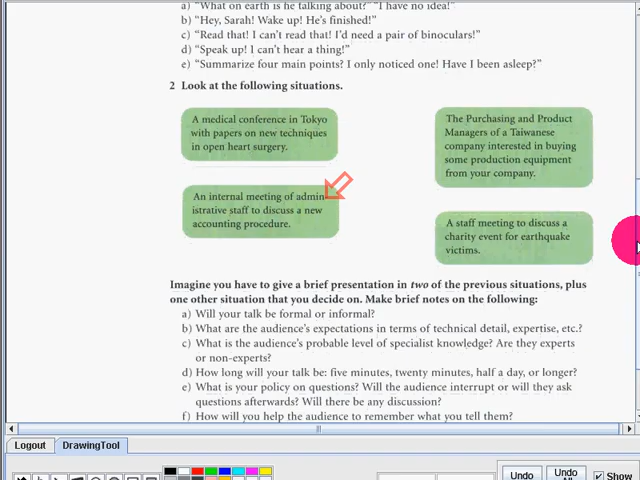 a) “What on earth is he talking about?” “I have no idea!”
b) “Hey, Sarah! Wake up! He’s finished!”
c) “Read that! I can’t read that! I’d need a pair of binoculars!”
d) “Speak up! I can’t hear a thing!”
e) “Summarize four main points? I only noticed one! Have I been asleep?”
2 Look at the following situations.
A medical conference in Tokyo
with papers on new techniques
in open heart surgery.
The Purchasing and Product
Managers of a Taiwanese
company interested in buying
some production equipment
from your company.
An internal meeting of admin-
istrative staff to discuss a new
accounting procedure.
A staff meeting to discuss a
charity event for earthquake
victims.
Imagine you have to give a brief presentation in two of the previous situations, plus
one other situation that you decide on. Make brief notes on the following:
a) Will your talk be formal or informal?
b) What are the audience’s expectations in terms of technical detail, expertise, etc.?
c) What is the audience’s probable level of specialist knowledge? Are they experts
or non-experts?
d) How long will your talk be: five minutes, twenty minutes, half a day, or longer?
e) What is your policy on questions? Will the audience interrupt or will they ask
questions afterwards? Will there be any discussion?
f) How will you help the audience to remember what you tell them?
Logout DrawingTool
Undo Undo All Show